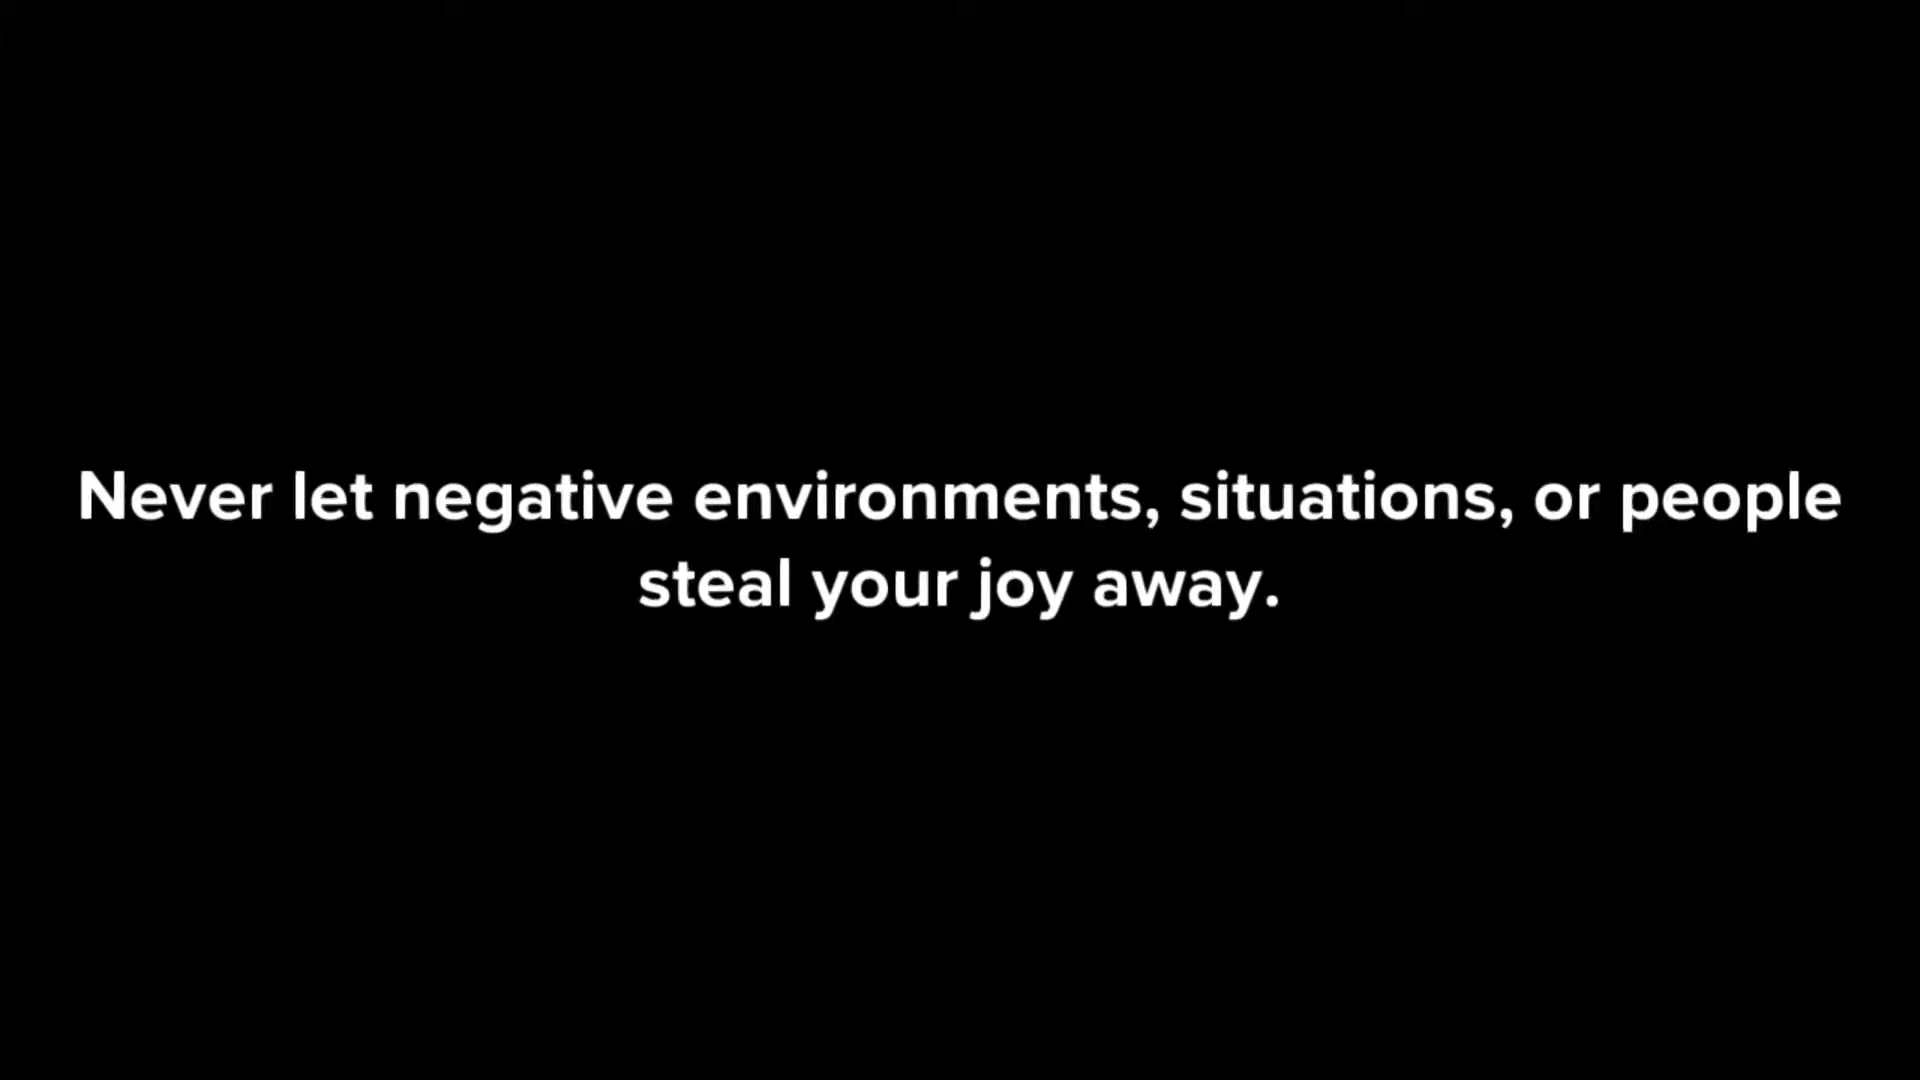 Never let negative environments, situations, or people
steal your joy away.